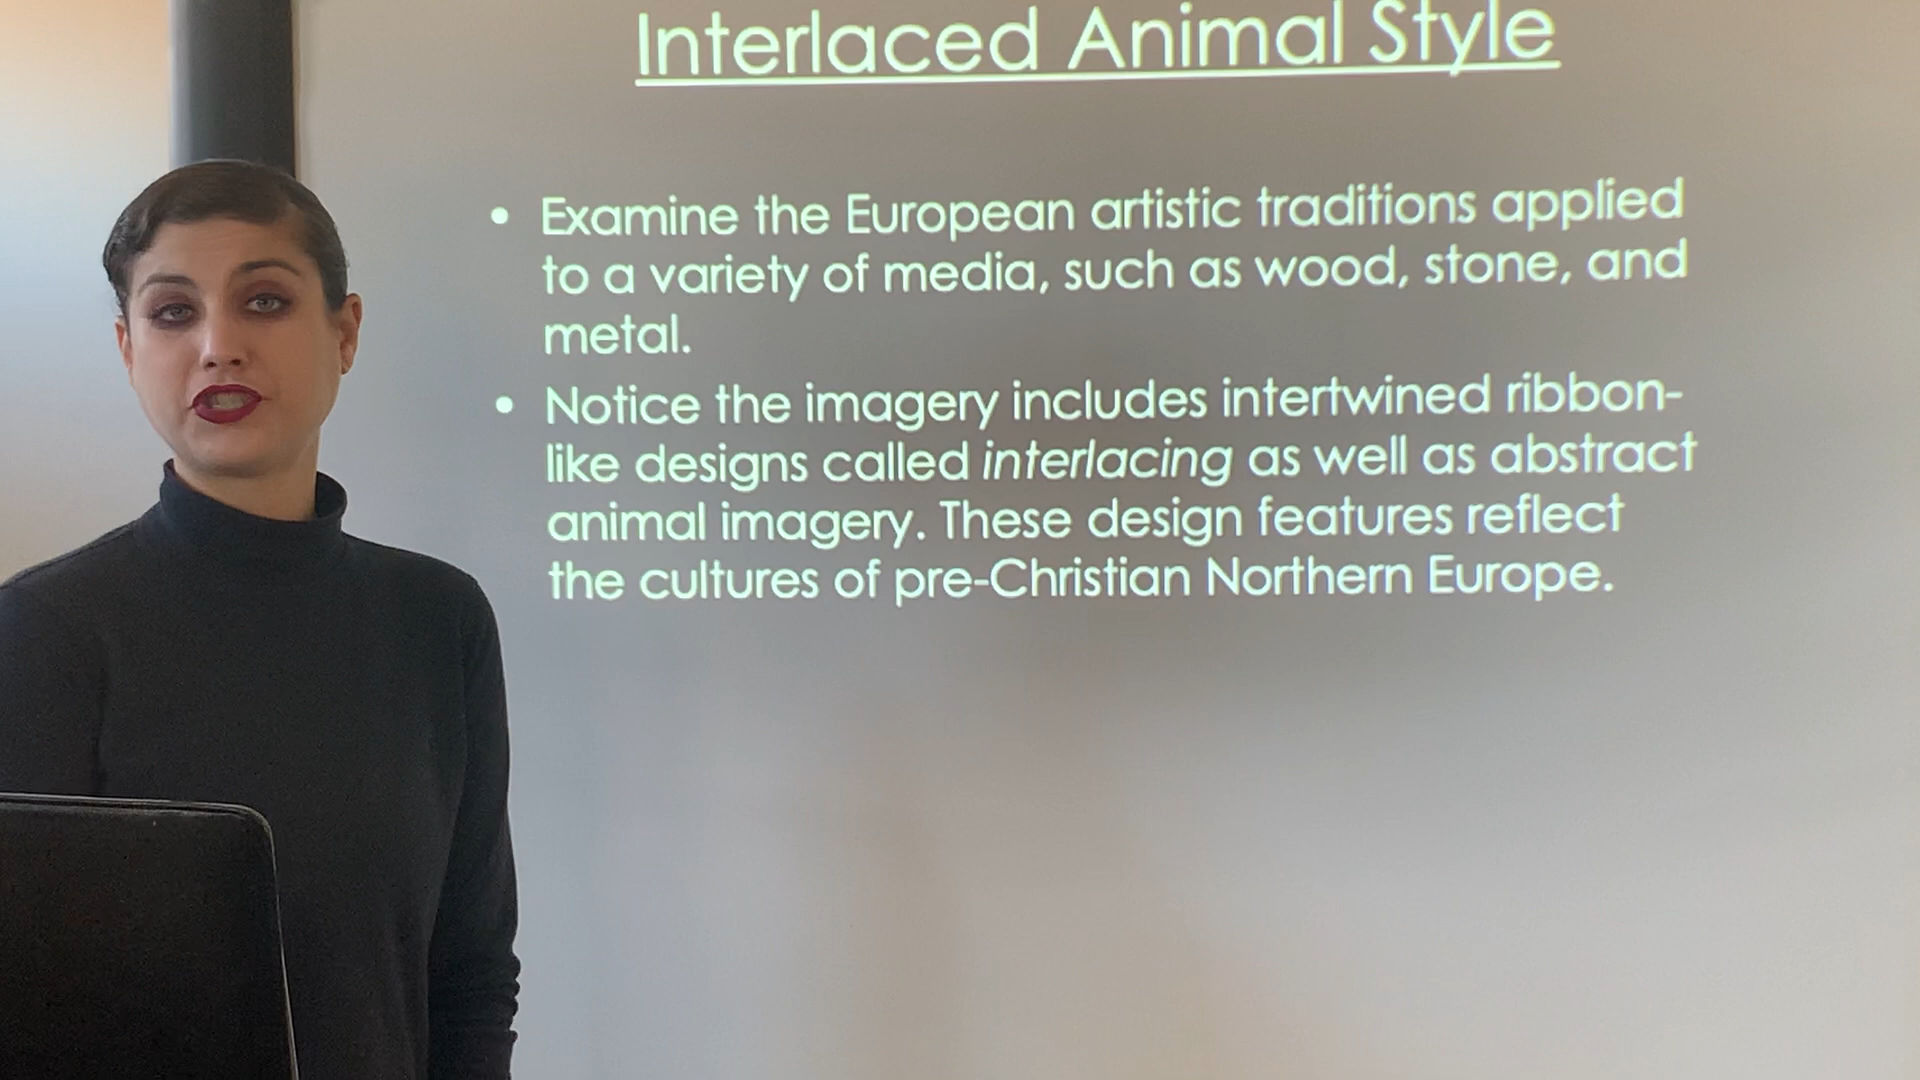 Interlaced Animal Style
• Examine the European artistic traditions applied
to a variety of media, such as wood, stone, and
metal.
• Notice the imagery includes intertwined ribbon-
like designs called interlacing as well as abstract
animal imagery. These design features reflect
the cultures of pre-Christian Northern Europe.